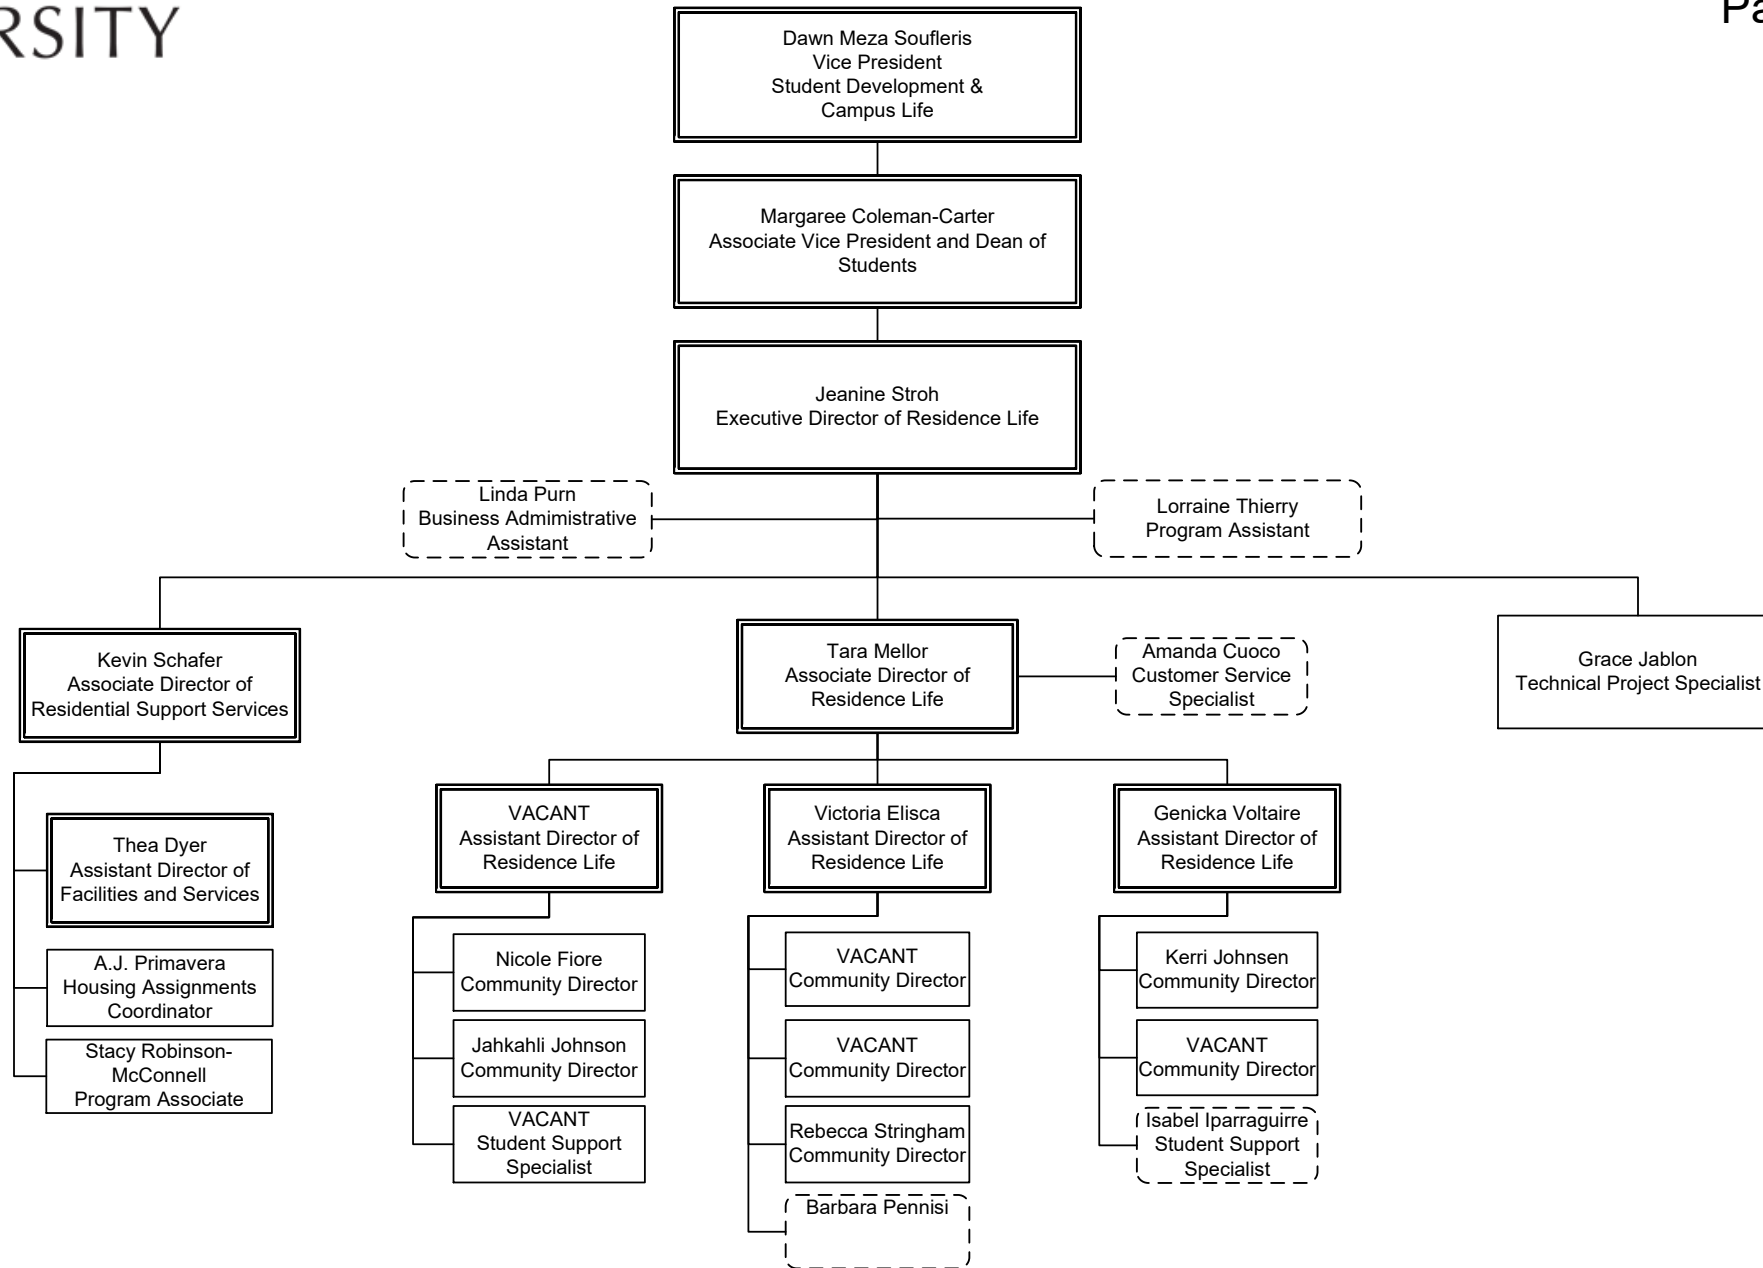 RSITY
Pa
Dawn Meza Soufleris
Vice President
Student Development &
Campus Life
Margaree Coleman-Carter
Associate Vice President and Dean of
Students
Jeanine Stroh
Executive Director of Residence Life
Linda Purn
Business Admimistrative
Assistant
Lorraine Thierry
Program Assistant
Kevin Schafer
Associate Director of
Residential Support Services
Tara Mellor
Associate Director of
Residence Life
Amanda Cuoco
Customer Service
Specialist
Grace Jablon
Technical Project Specialist
Thea Dyer
Assistant Director of
Facilities and Services
A.J. Primavera
Housing Assignments
Coordinator
Stacy Robinson-
McConnell
Program Associate
VACANT
Assistant Director of
Residence Life
Nicole Fiore
Community Director
Jahkahli Johnson
Community Director
VACANT
Student Support
Specialist
Victoria Elisca
Assistant Director of
Residence Life
VACANT
Community Director
VACANT
Community Director
Rebecca Stringham
Community Director
Barbara Pennisi
Genicka Voltaire
Assistant Director of
Residence Life
Kerri Johnsen
Community Director
VACANT
Community Director
Isabel Iparraguirre
Student Support
Specialist